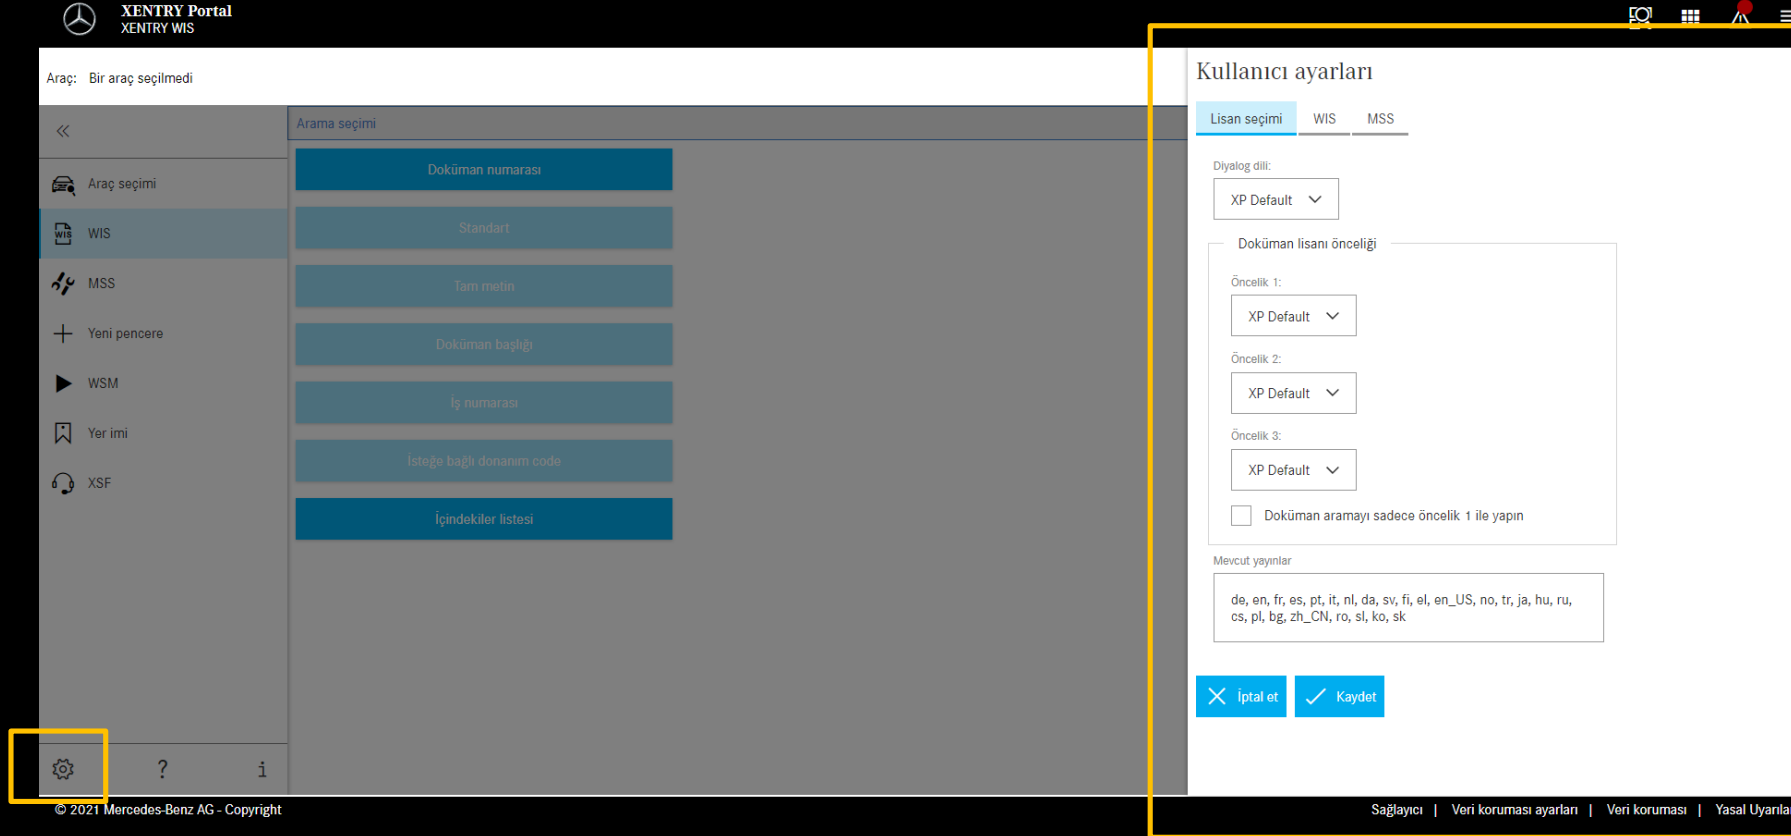 XENTRY Portal
XENTRY WIS
Araç: Bir araç seçilmedi
Araç seçimi
WIS
MSS
Yeni pencere
WSM
Yer imi
XSF
Arama seçimi
Doküman numarası
Standart
Tam metin
Doküman başlığı
İş numarası
İsteğe bağlı donanım code
İçindekiler listesi
Kullanıcı ayarları
Lisan seçimi WIS MSS
Diyalog dili:
XP Default
Doküman lisanı önceliği
Öncelik 1:
XP Default
Öncelik 2:
XP Default
Öncelik 3:
XP Default
Doküman aramayı sadece öncelik 1 ile yapın
Mevcut yayınlar
de, en, fr, es, pt, it, nl, da, sv, fi, el, en_US, no, tr, ja, hu, ru,
cs, pl, bg, zh_CN, ro, sl, ko, sk
İptal et Kaydet
© 2021 Mercedes-Benz AG - Copyright
Sağlayıcı | Veri koruması ayarları | Veri koruması | Yasal Uyarılar